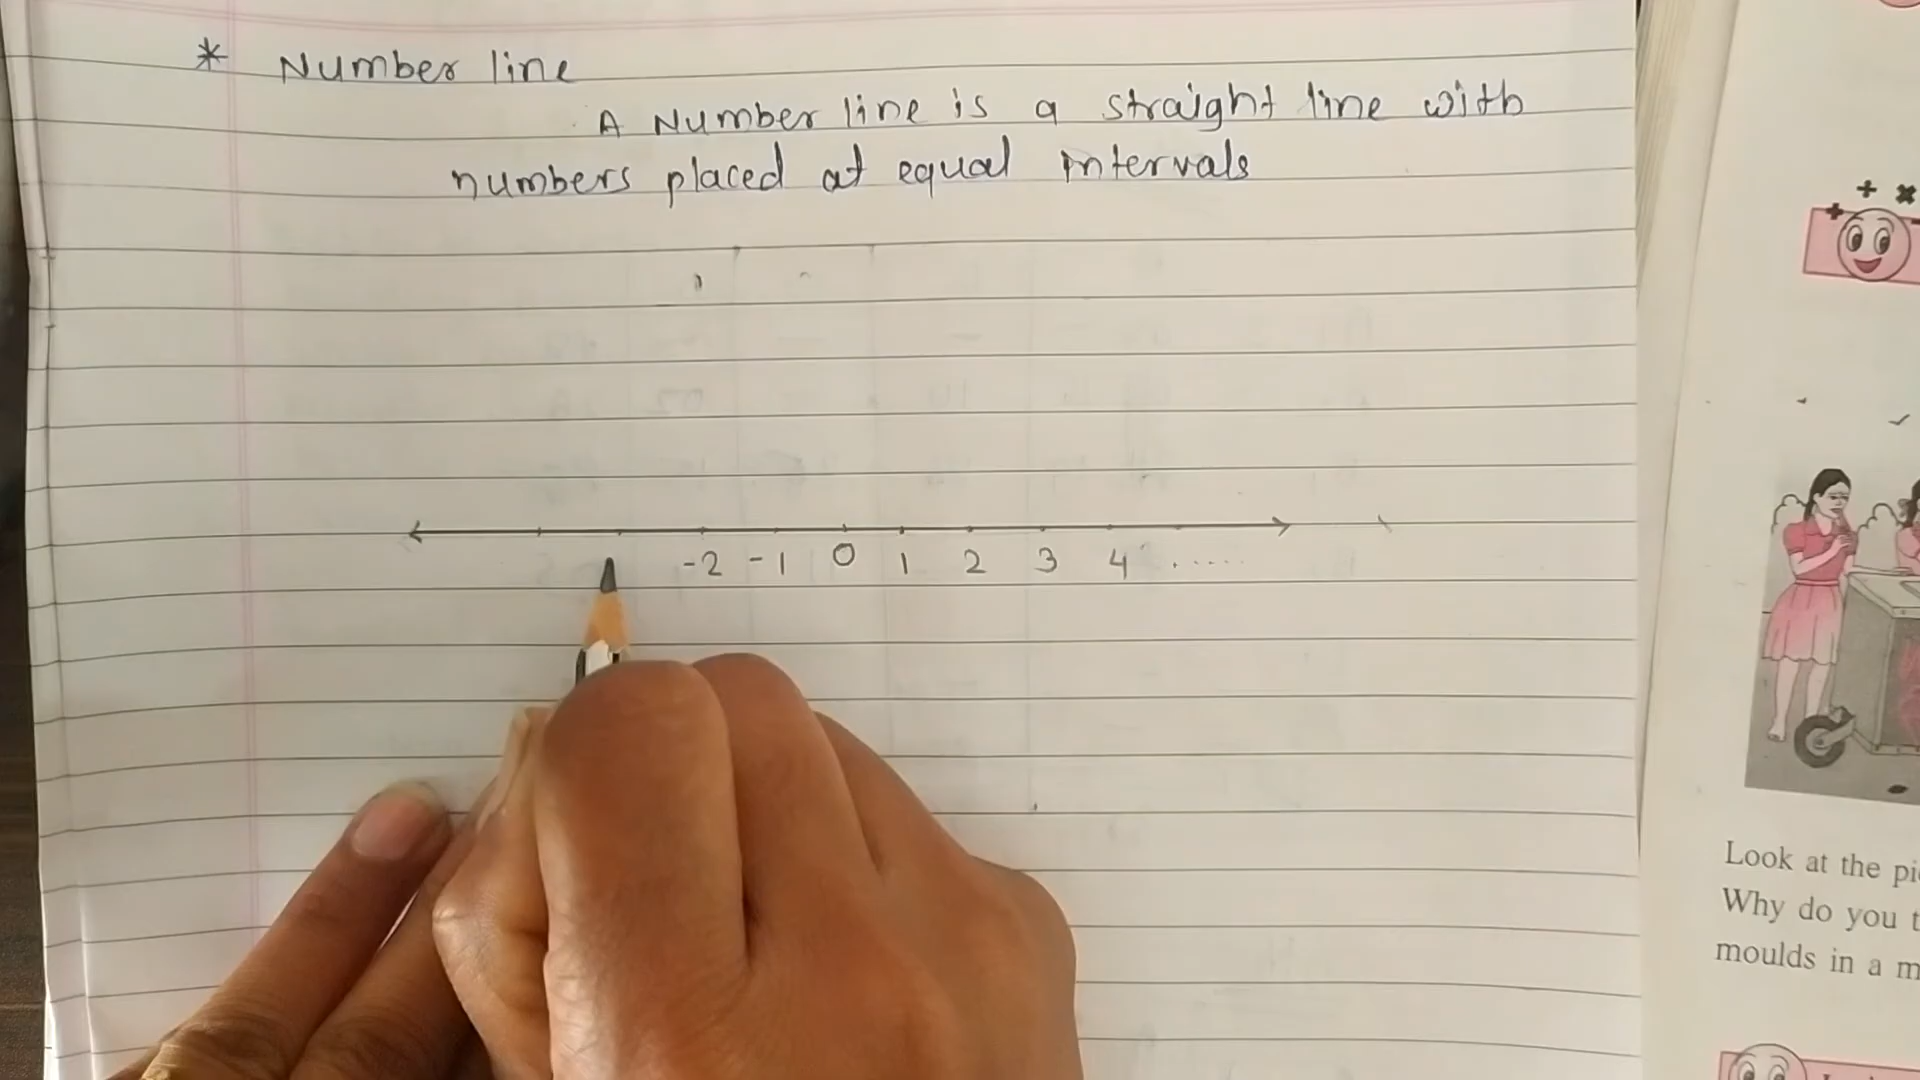 * Number line
A Number line is a straight line with
numbers placed at equal intervals
-2 -1 0 1 2 3 4 .....
Look at the
Why do you
moulds in a